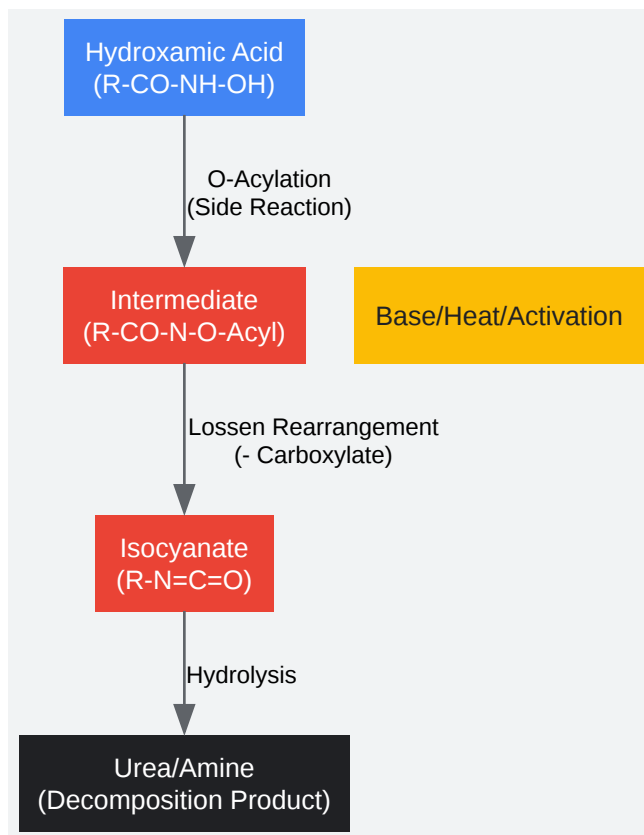 Hydroxamic Acid
(R-CO-NH-OH)
O-Acylation
(Side Reaction)
Intermediate
(R-CO-N-O-Acyl)
Base/Heat/Activation
Lossen Rearrangement
(- Carboxylate)
Isocyanate
(R-N=C=O)
Hydrolysis
Urea/Amine
(Decomposition Product)